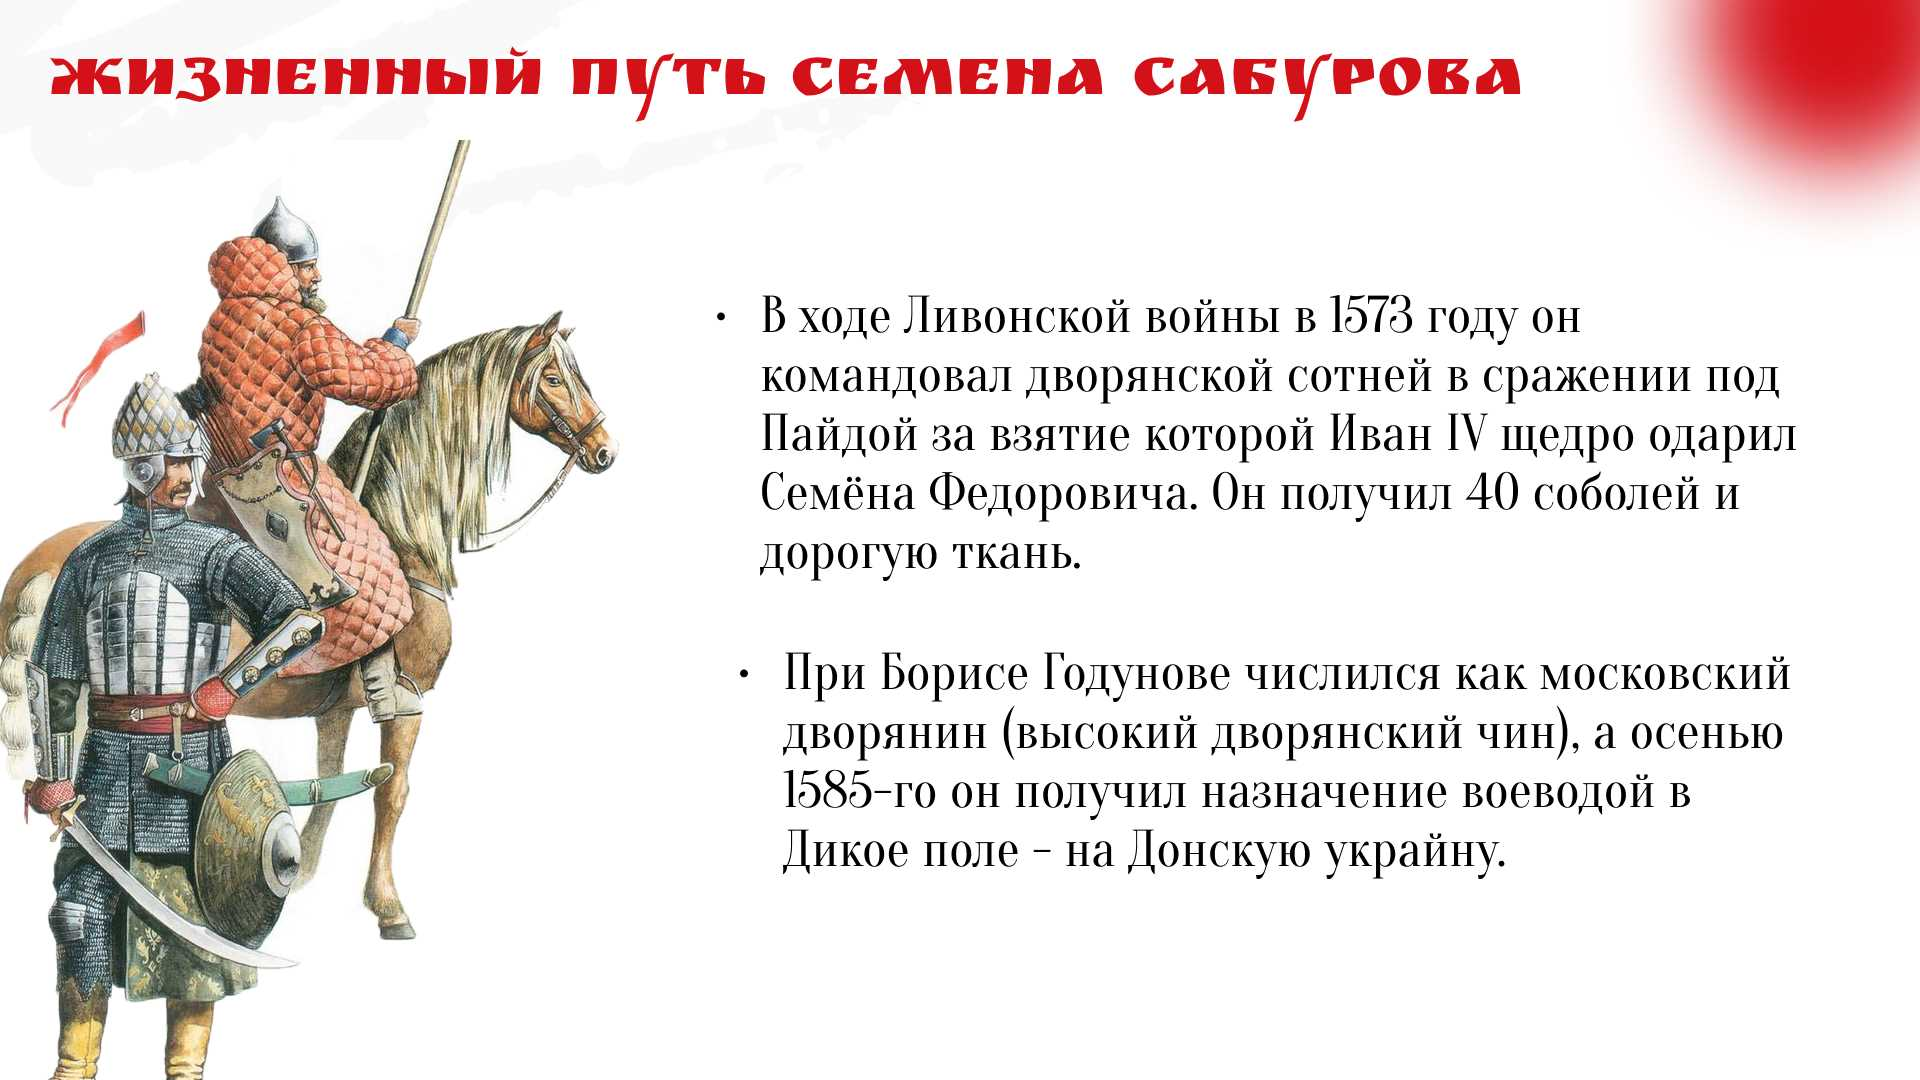 жизненный путь семена сабурова
• В ходе Ливонской войны в 1573 году он
командовал дворянской сотней в сражении под
Пайдой за взятие которой Иван IV щедро одарил
Семёна Федоровича. Он получил 40 соболей и
дорогую ткань.
• При Борисе Годунове числился как московский
дворянин (высокий дворянский чин), а осенью
1585-го он получил назначение воеводой в
Дикое поле - на Донскую украйну.